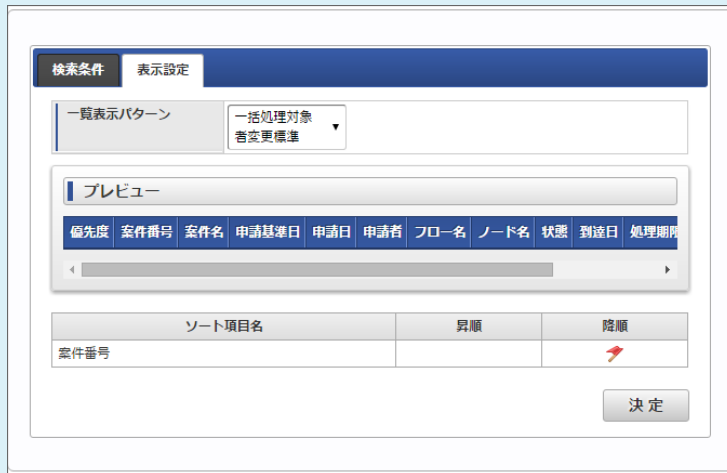 検索条件 表示設定
一覧表示パターン
一括処理対象
者変更標準
プレビュー
優先度 案件番号 案件名 申請基準日 申請日 申請者 フロー名 ノード名 状態 到達日 処理期限
ソート項目名 昇順 降順
案件番号
決定